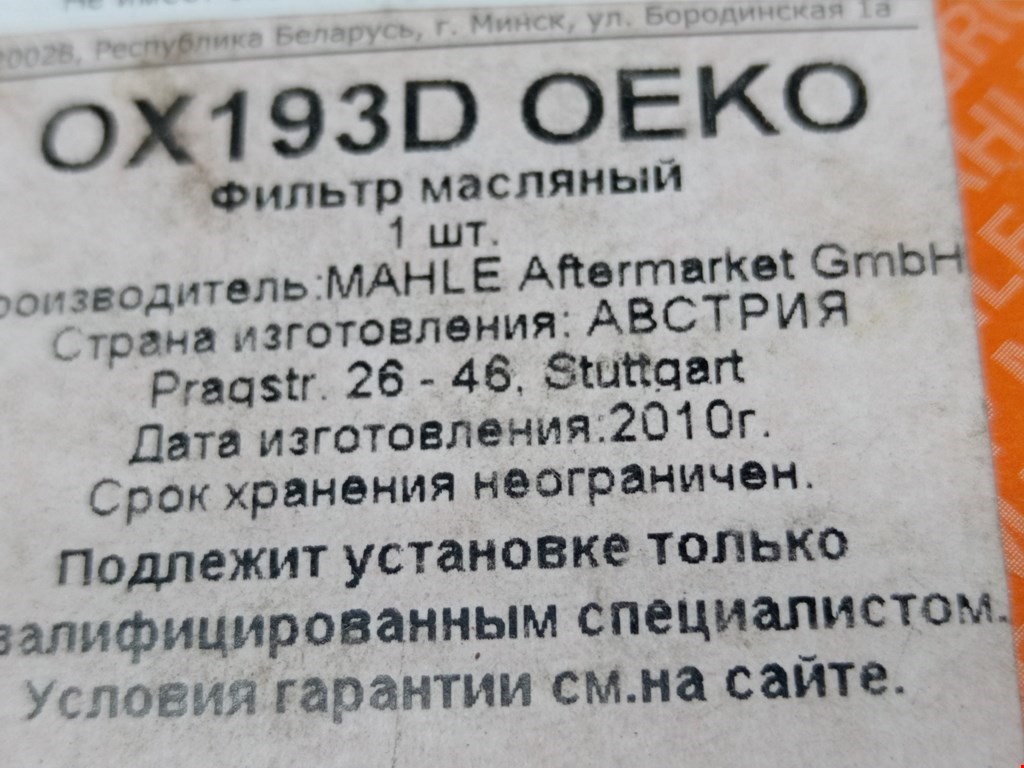 20028, Республика Беларусь, г. Минск, ул. Бородинская 1а
OX193D OEKO
Фильтр масляный
1 шт.
роизводитель:MAHLE Aftermarket GmbH
Страна изготовления: АВСТРИЯ
Pragstr. 26 - 46, Stuttgart
Дата изготовления:2010г.
Срок хранения неограничен.
Подлежит установке только
валифицированным специалистом.
Условия гарантии см.на сайте.